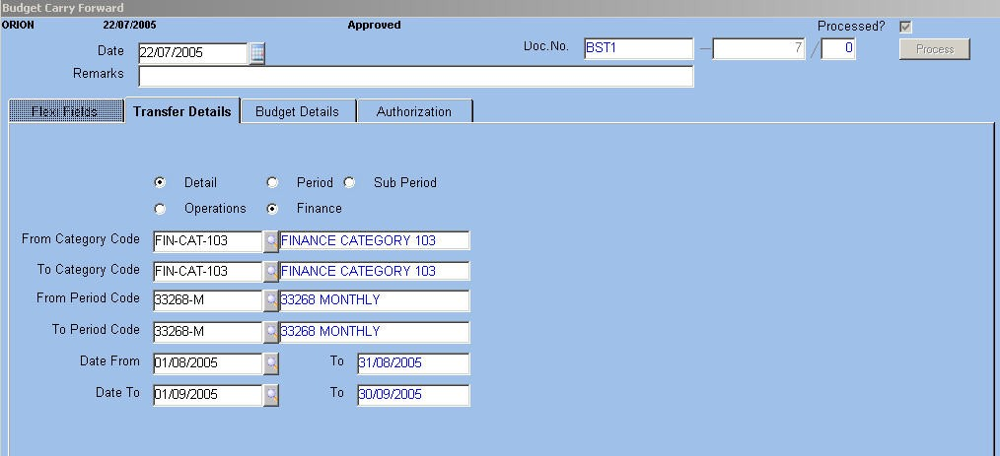 Budget Carry Forward
ORION 22/07/2005 Approved Processed?
Date 22/07/2005 Doc.No. BST1 – 7 / 0 Process
Remarks
Flexi Fields Transfer Details Budget Details Authorization
Detail Period Sub Period
Operations Finance
From Category Code FIN-CAT-103 FINANCE CATEGORY 103
To Category Code FIN-CAT-103 FINANCE CATEGORY 103
From Period Code 33268-M 33268 MONTHLY
To Period Code 33268-M 33268 MONTHLY
Date From 01/08/2005 To 31/08/2005
Date To 01/09/2005 To 30/09/2005